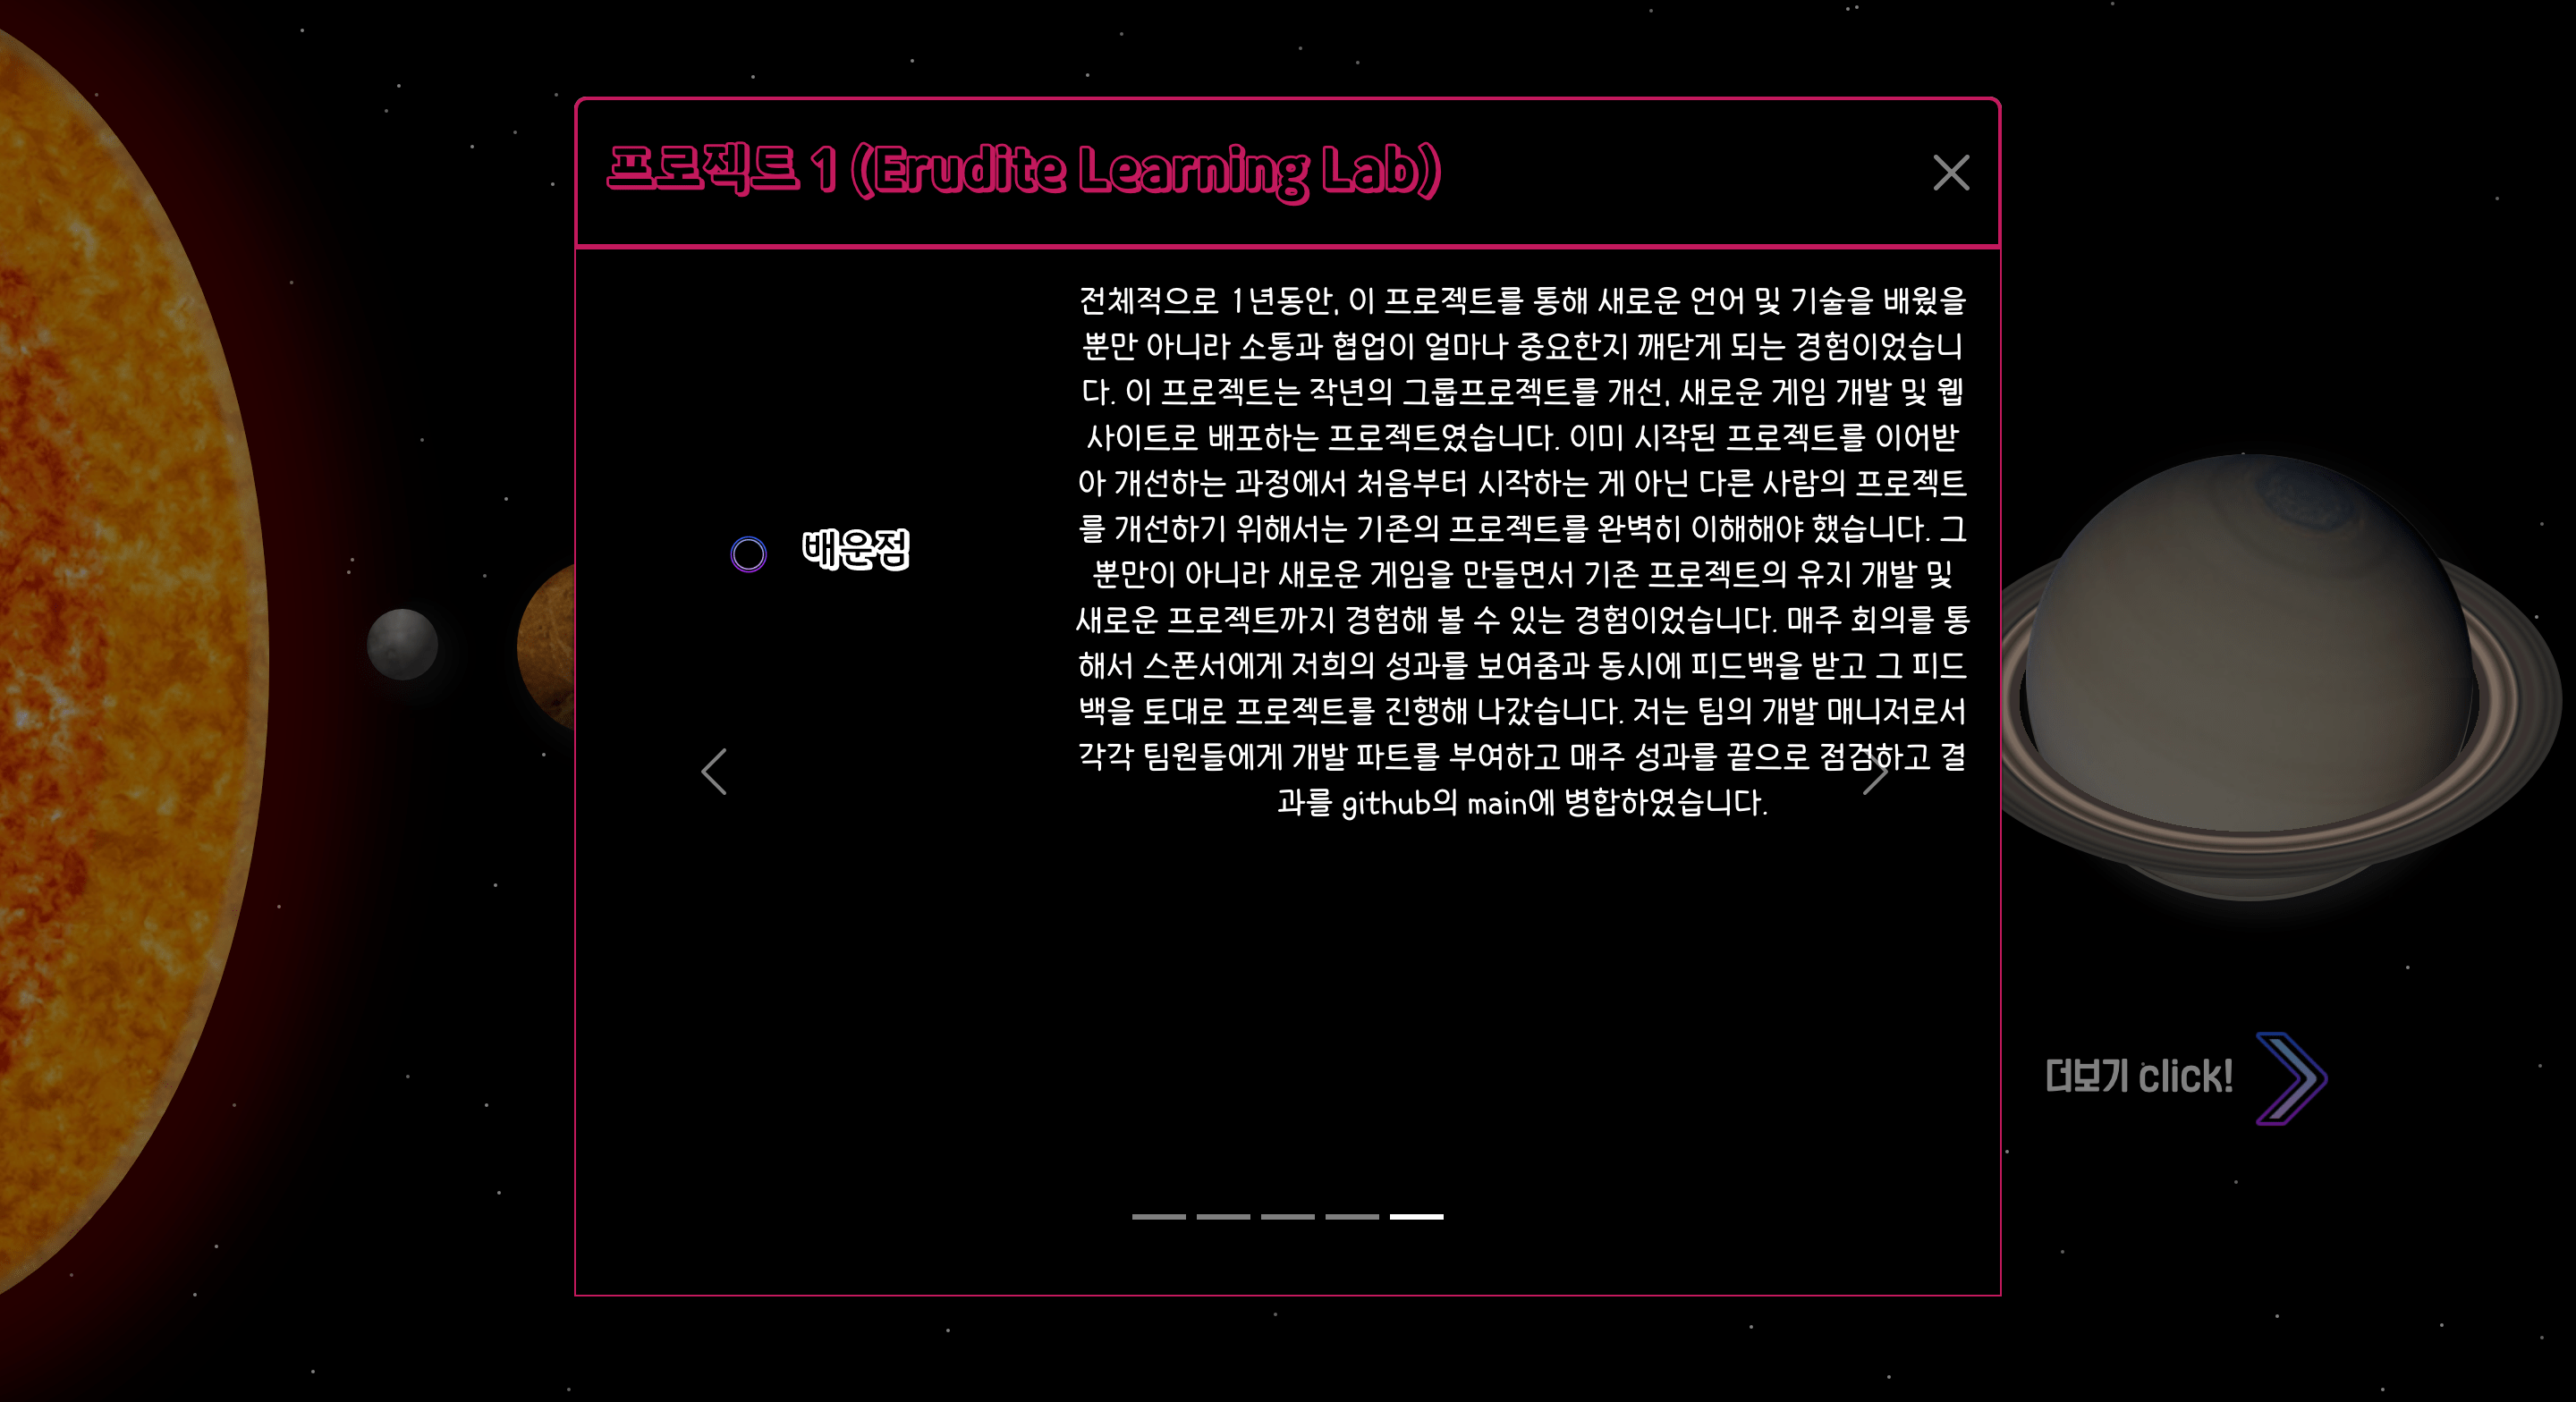 프로젝트 1 (Erudite Learning Lab)
배운점
전체적으로 1년동안, 이 프로젝트를 통해 새로운 언어 및 기술을 배웠을
뿐만 아니라 소통과 협업이 얼마나 중요한지 깨닫게 되는 경험이었습니
다. 이 프로젝트는 작년의 그룹프로젝트를 개선, 새로운 게임 개발 및 웹
사이트로 배포하는 프로젝트였습니다. 이미 시작된 프로젝트를 이어받
아 개선하는 과정에서 처음부터 시작하는 게 아닌 다른 사람의 프로젝트
를 개선하기 위해서는 기존의 프로젝트를 완벽히 이해해야 했습니다. 그
뿐만이 아니라 새로운 게임을 만들면서 기존 프로젝트의 유지 개발 및
새로운 프로젝트까지 경험해 볼 수 있는 경험이었습니다. 매주 회의를 통
해서 스폰서에게 저희의 성과를 보여줌과 동시에 피드백을 받고 그 피드
백을 토대로 프로젝트를 진행해 나갔습니다. 저는 팀의 개발 매니저로서
각각 팀원들에게 개발 파트를 부여하고 매주 성과를 끝으로 점검하고 결
과를 github의 main에 병합하였습니다.
더보기 click!